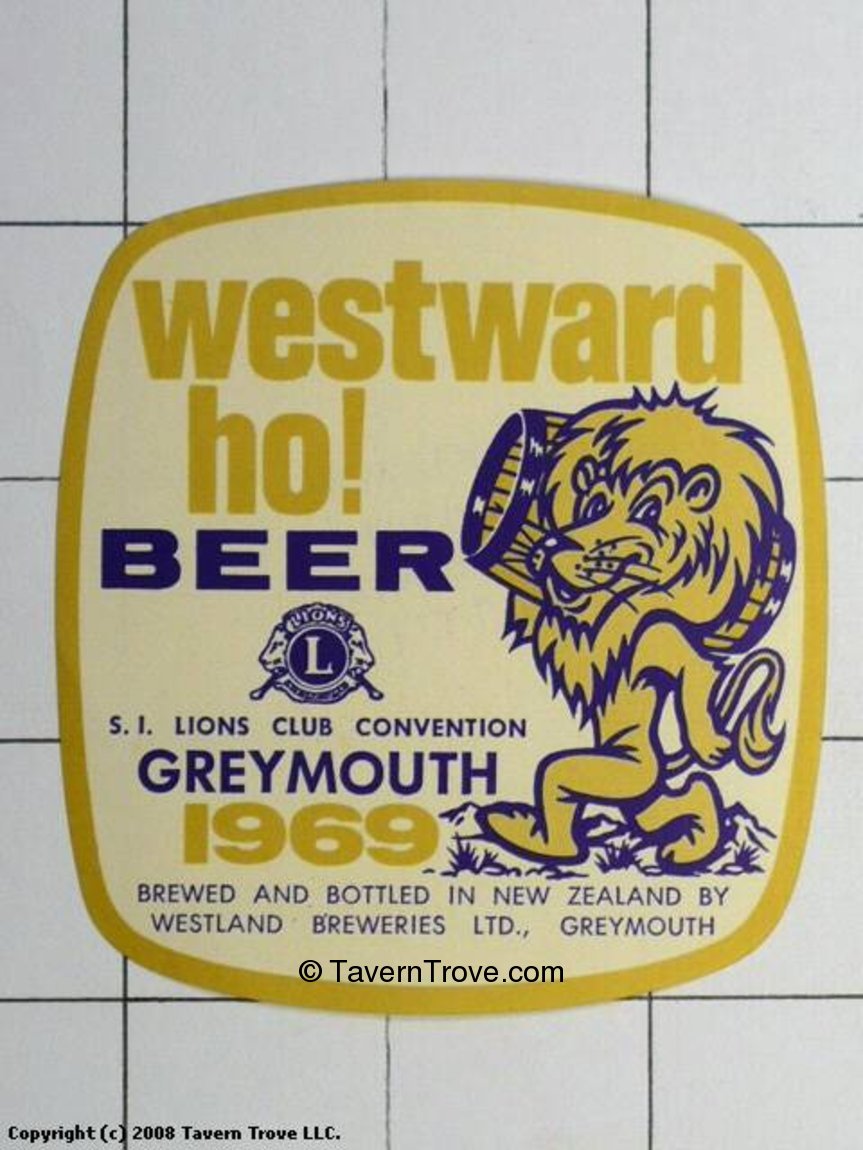 westward
ho!
BEER
LIONS
L
S. I. LIONS CLUB CONVENTION
GREYMOUTH
1969
BREWED AND BOTTLED IN NEW ZEALAND BY
WESTLAND BREWERIES LTD., GREYMOUTH
© TavernTrove.com
Copyright (c) 2008 Tavern Trove LLC.